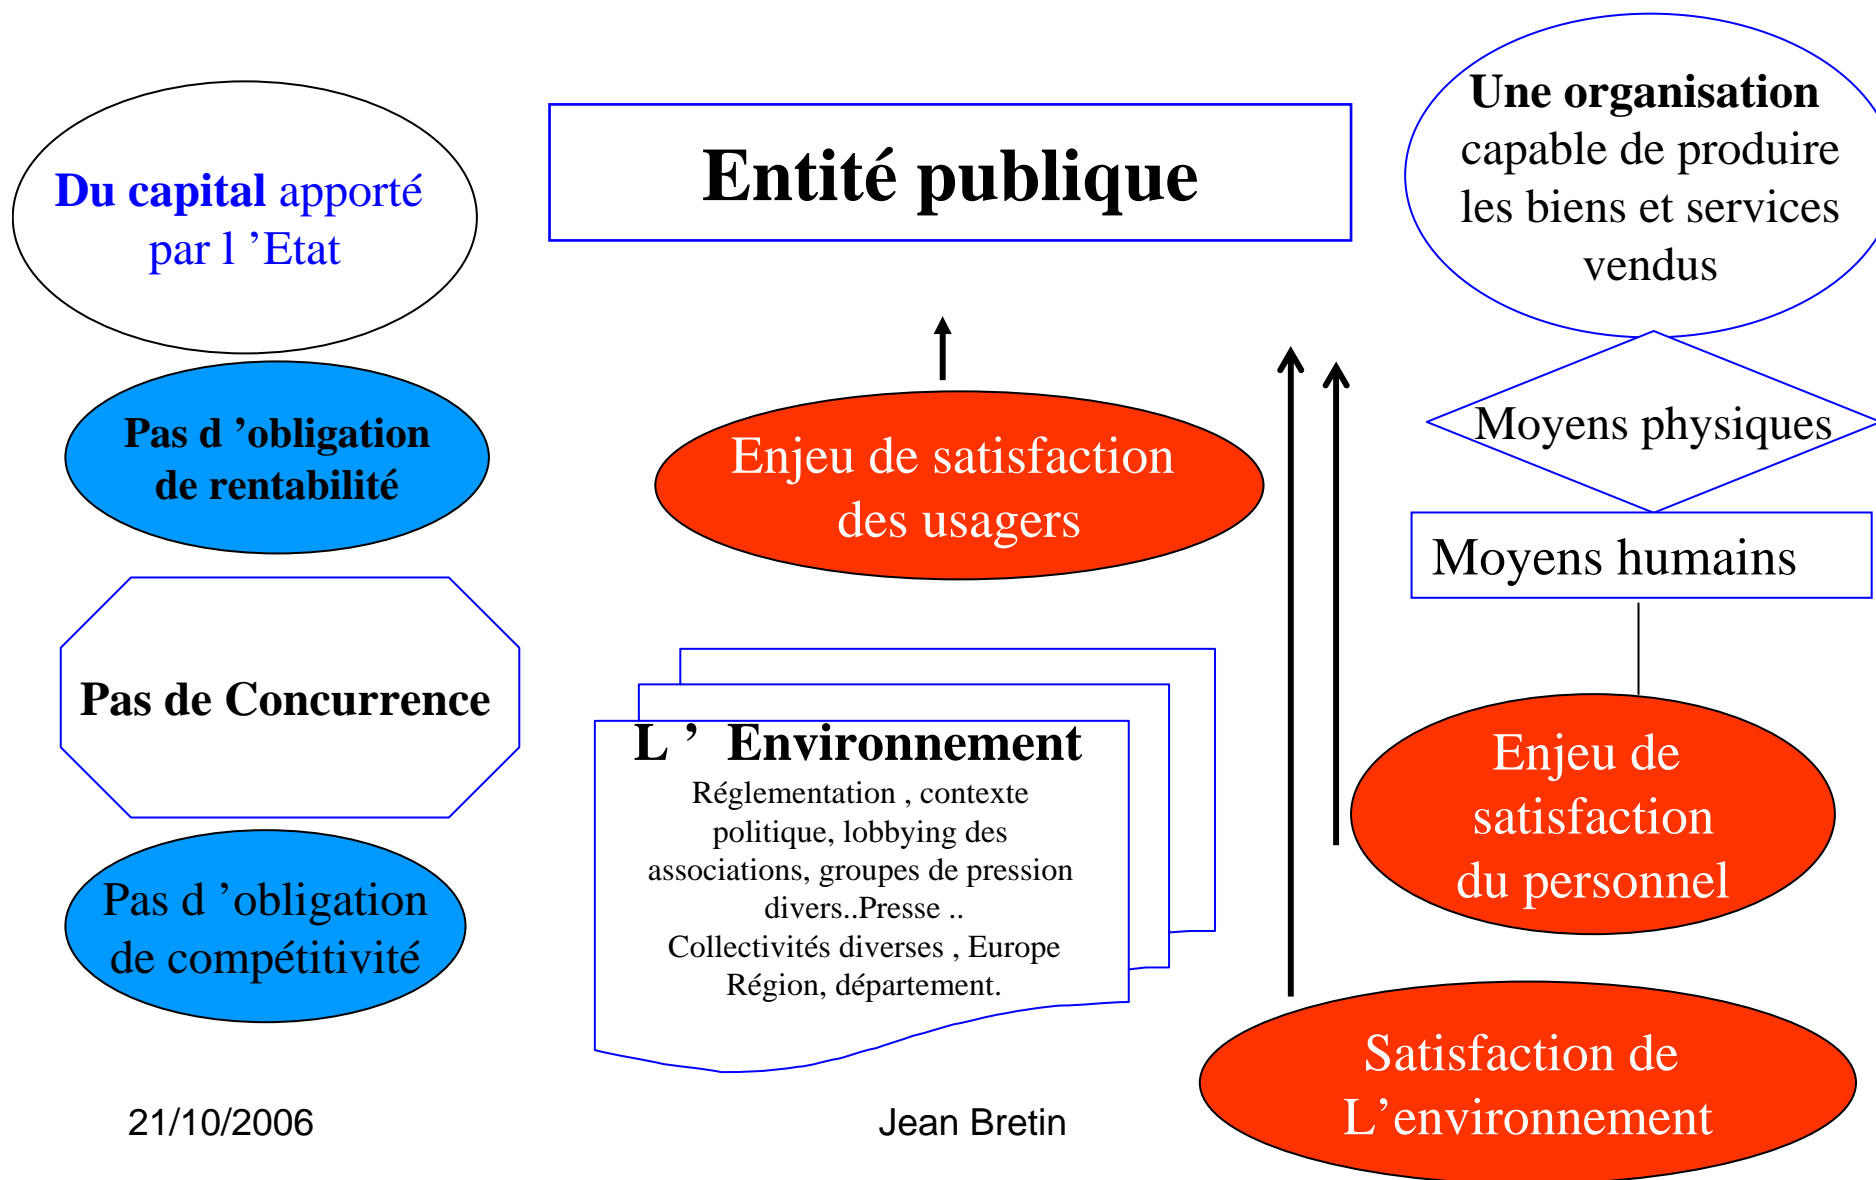 Entité publique
Du capital apporté
par l ’Etat
Pas d ’obligation
de rentabilité
Pas de Concurrence
Pas d ’obligation
de compétitivité
Enjeu de satisfaction
des usagers
L ’ Environnement
Réglementation , contexte
politique, lobbying des
associations, groupes de pression
divers..Presse ..
Collectivités diverses , Europe
Région, département.
Une organisation
capable de produire
les biens et services
vendus
Moyens physiques
Moyens humains
Enjeu de
satisfaction
du personnel
Satisfaction de
L’environnement
21/10/2006
Jean Bretin